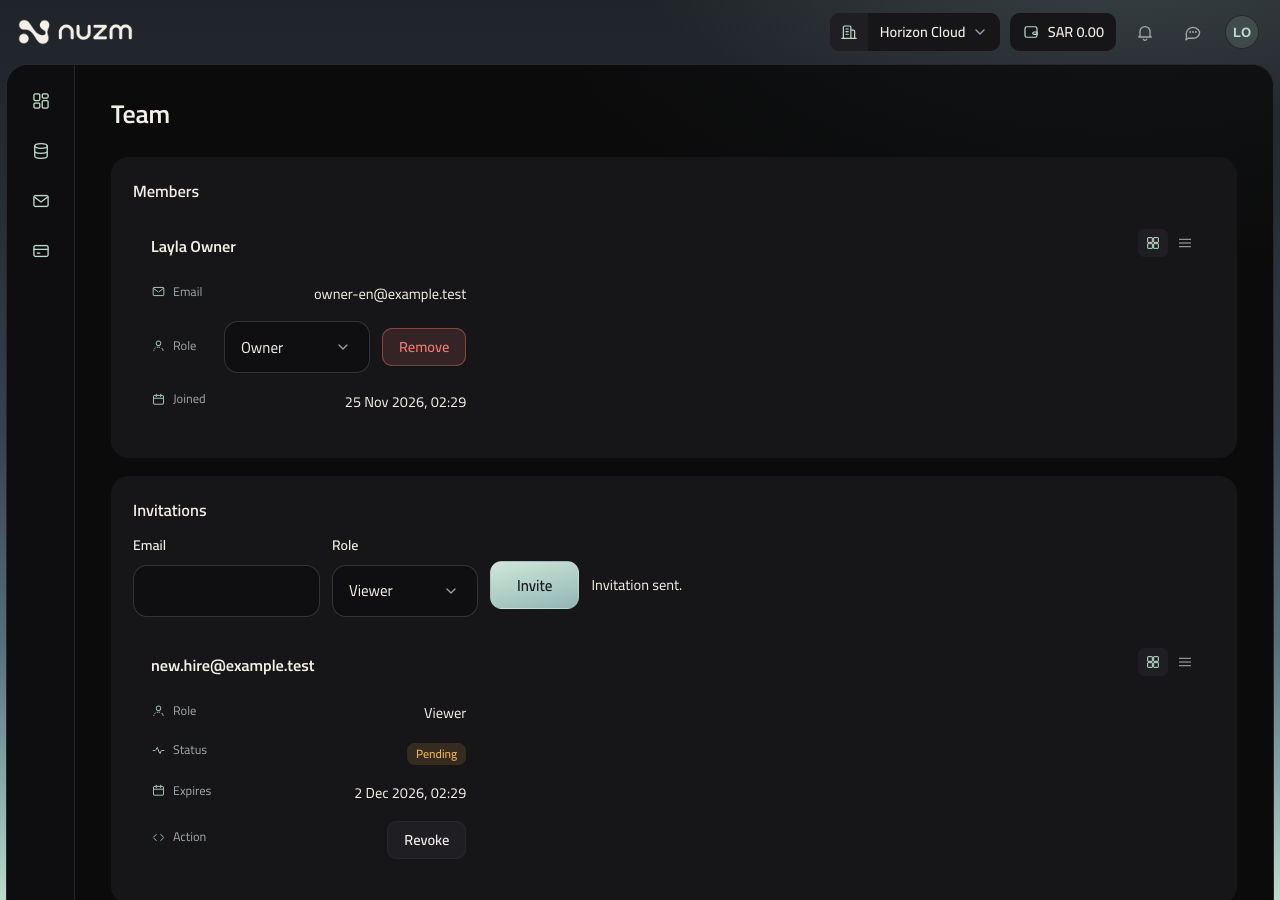 nuzm
Horizon Cloud
SAR 0.00
LO
Team
Members
Layla Owner
Email
owner-en@example.test
Role
Owner
Remove
Joined
25 Nov 2026, 02:29
Invitations
Email
Role
Viewer
Invite
Invitation sent.
new.hire@example.test
Role
Viewer
Status
Pending
Expires
2 Dec 2026, 02:29
Action
Revoke